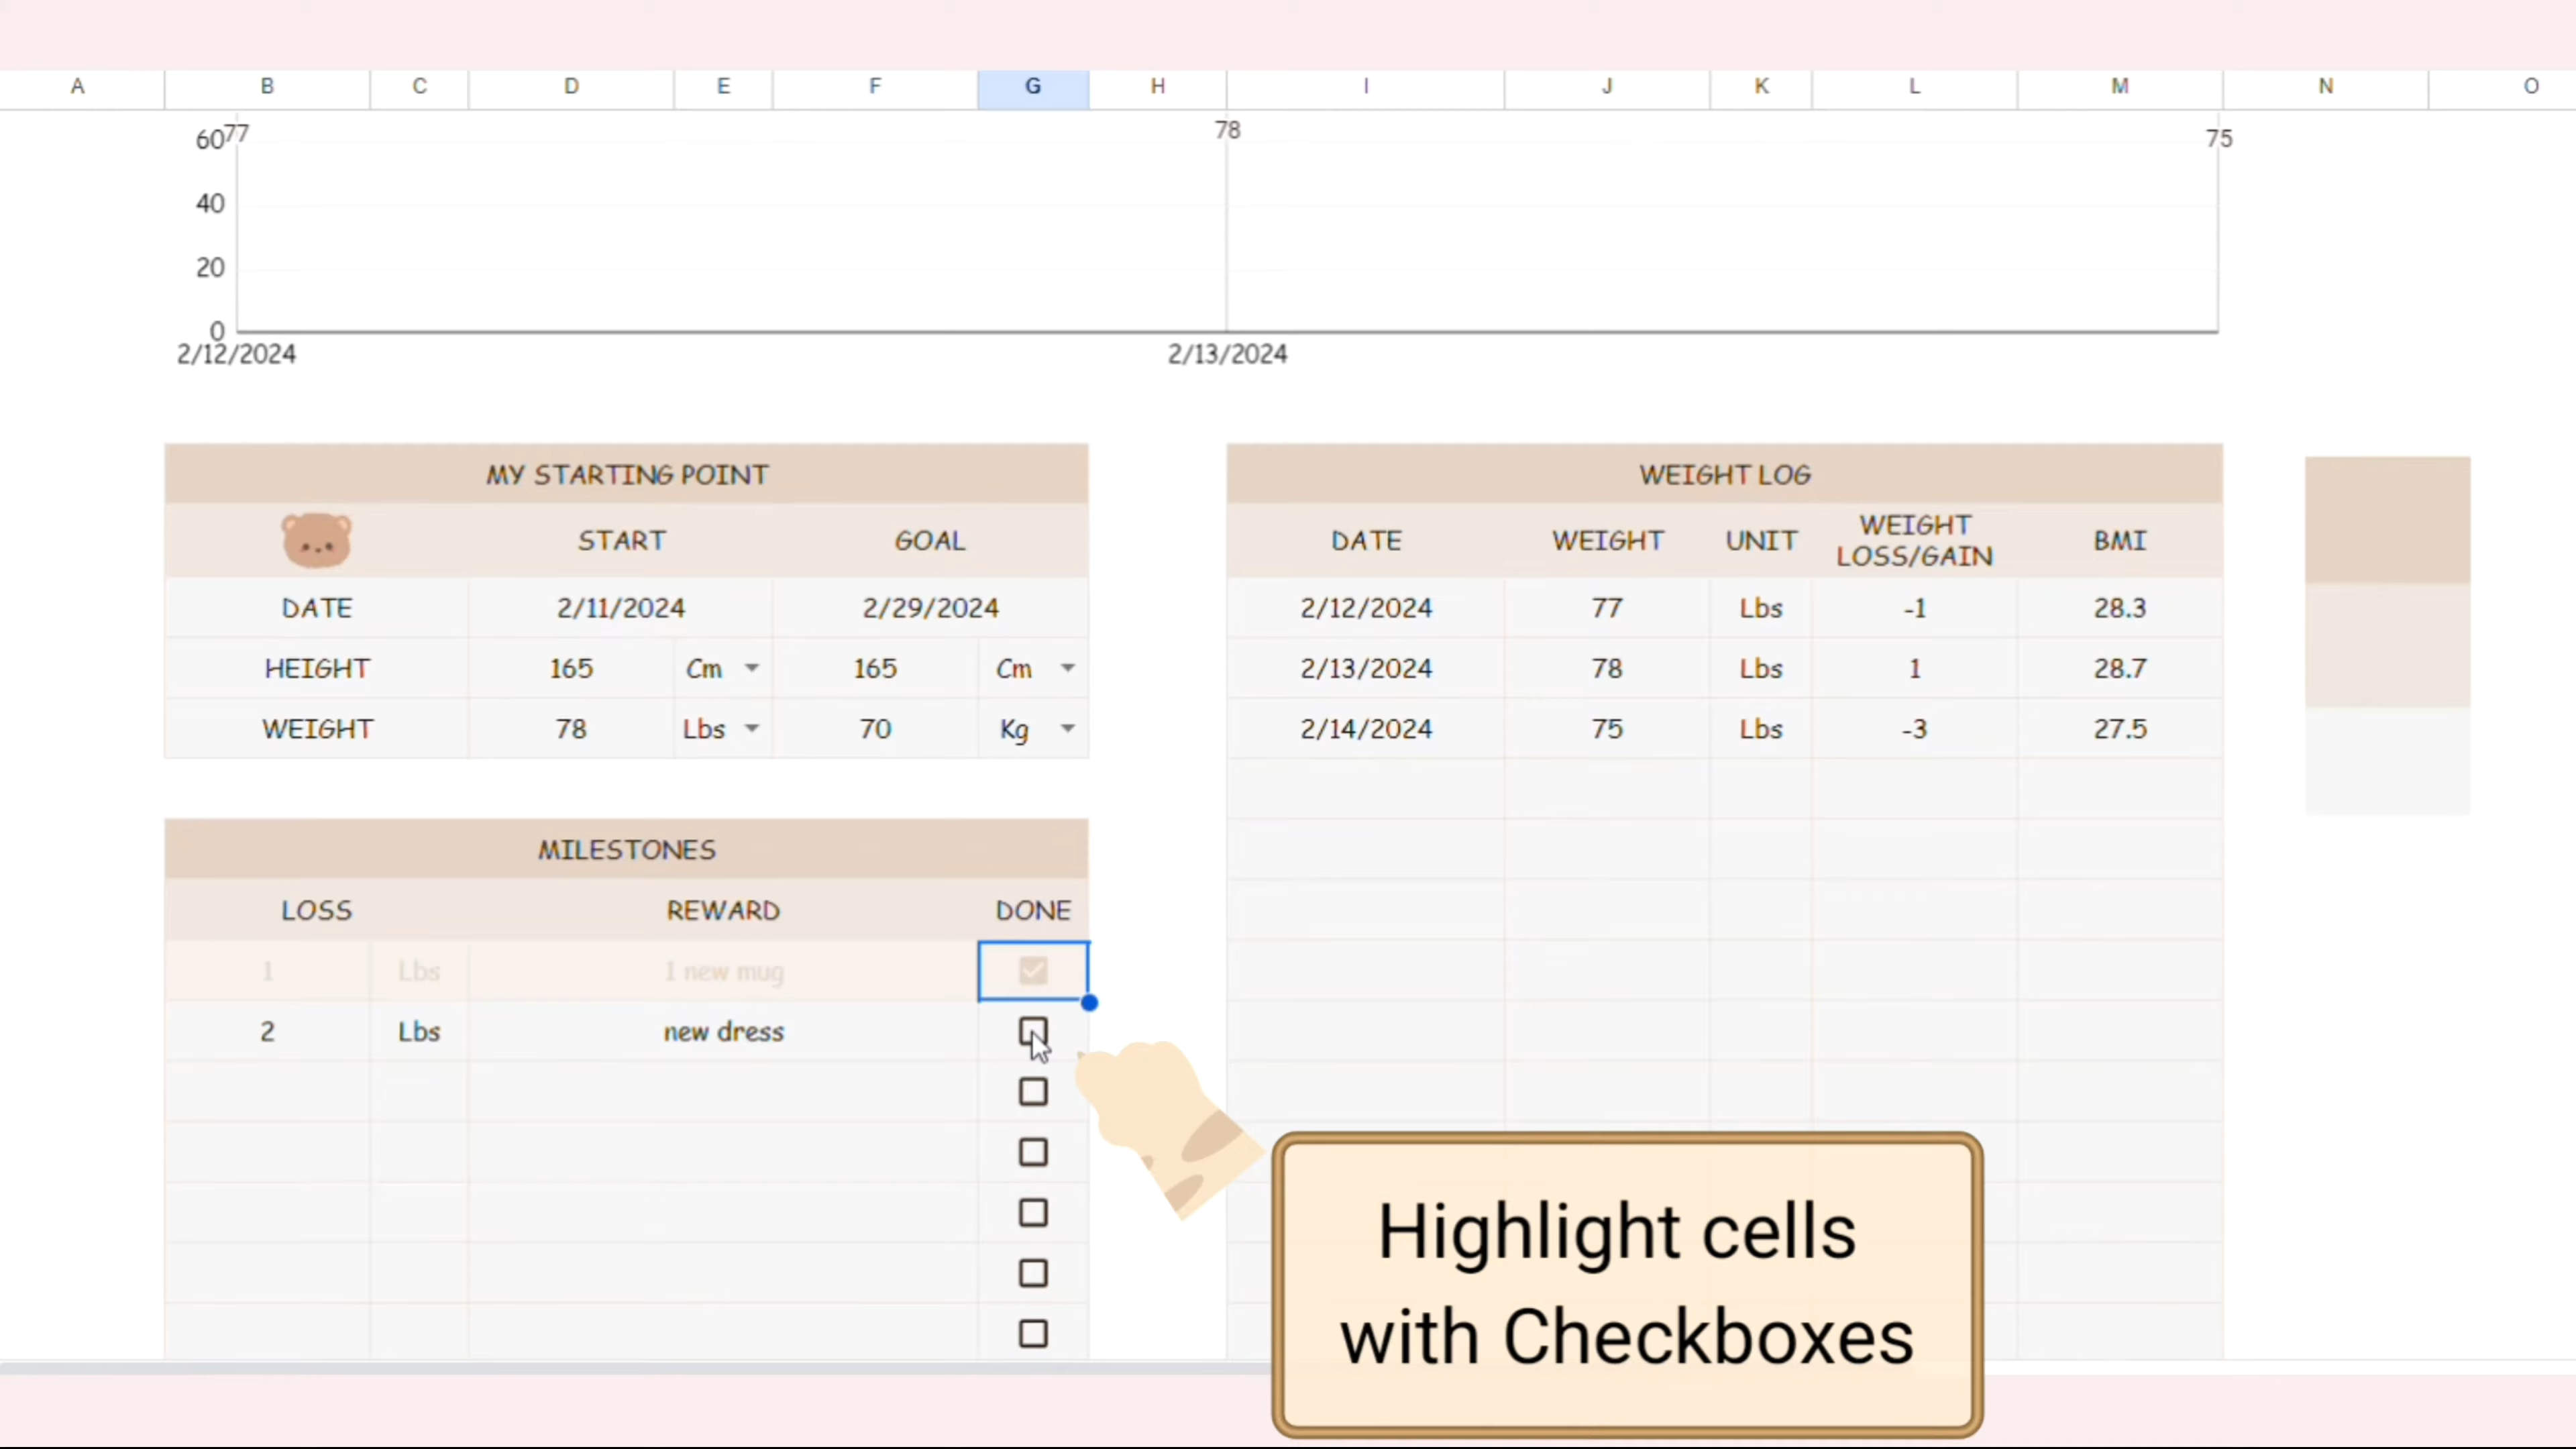 A B C D E F G H I J K L M N O
60 77 78 75
40
20
0
2/12/2024 2/13/2024
MY STARTING POINT
START GOAL
DATE 2/11/2024 2/29/2024
HEIGHT 165 Cm 165 Cm
WEIGHT 78 Lbs 70 Kg
MILESTONES
LOSS REWARD DONE
1 Lbs 1 new mug
2 Lbs new dress
WEIGHT LOG
DATE WEIGHT UNIT WEIGHT LOSS/GAIN BMI
2/12/2024 77 Lbs -1 28.3
2/13/2024 78 Lbs 1 28.7
2/14/2024 75 Lbs -3 27.5
Highlight cells
with Checkboxes